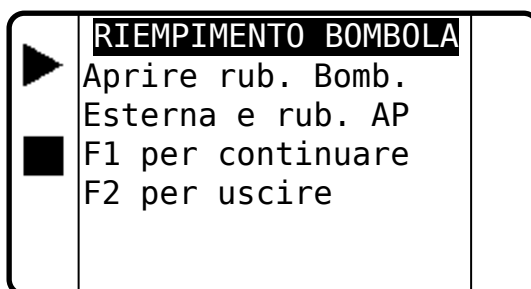 RIEMPIMENTO BOMBOLA
Aprire rub. Bomb.
Esterna e rub. AP
F1 per continuare
F2 per uscire